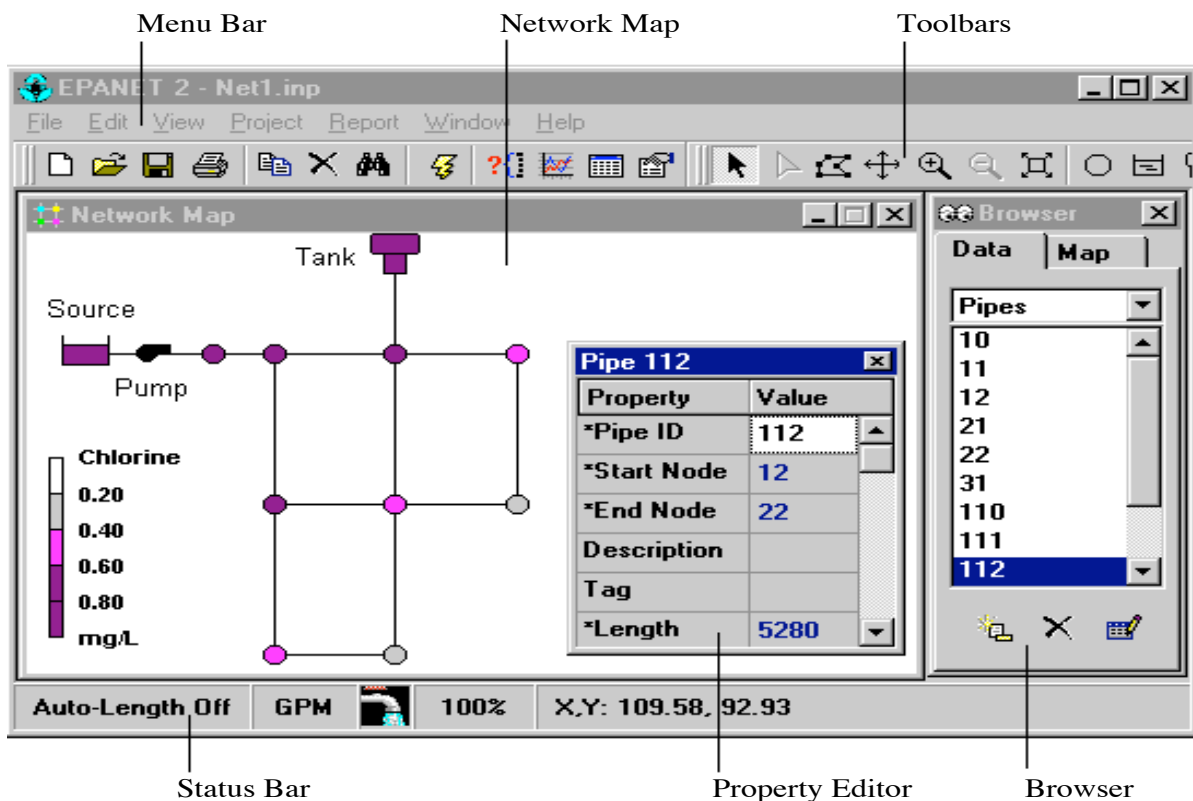 Menu Bar Network Map Toolbars
EPANET 2 - Net1.inp
File Edit View Project Report Window Help
Network Map
Tank
Source
Pump
Chlorine
0.20
0.40
0.60
0.80
mg/L
Pipe 112
Property Value
*Pipe ID 112
*Start Node 12
*End Node 22
Description
Tag
*Length 5280
Browser
Data Map
Pipes
10
11
12
21
22
31
110
111
112
Auto-Length Off GPM 100% X,Y: 109.58, 92.93
Status Bar Property Editor Browser